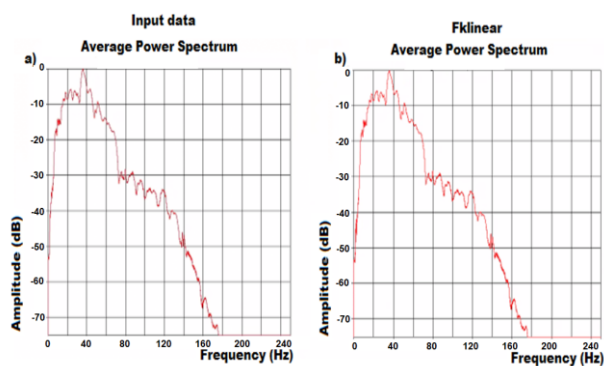 Input data
Average Power Spectrum
a)
0
-10
-20
-30
-40
-50
-60
-70
Amplitude (dB)
0 40 80 120 160 200 240
Frequency (Hz)
Fklinear
Average Power Spectrum
b)
0
-10
-20
-30
-40
-50
-60
-70
Amplitude (dB)
0 40 80 120 160 200 240
Frequency (Hz)